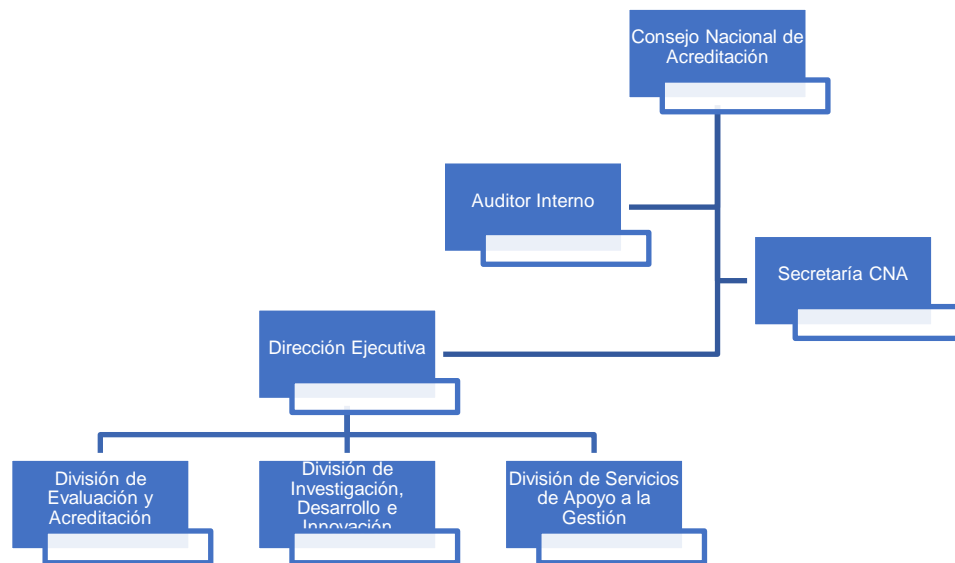 Consejo Nacional de
Acreditación
Auditor Interno
Secretaría CNA
Dirección Ejecutiva
División de
Evaluación y
Acreditación
División de
Investigación,
Desarrollo e
Innovación
División de Servicios
de Apoyo a la
Gestión